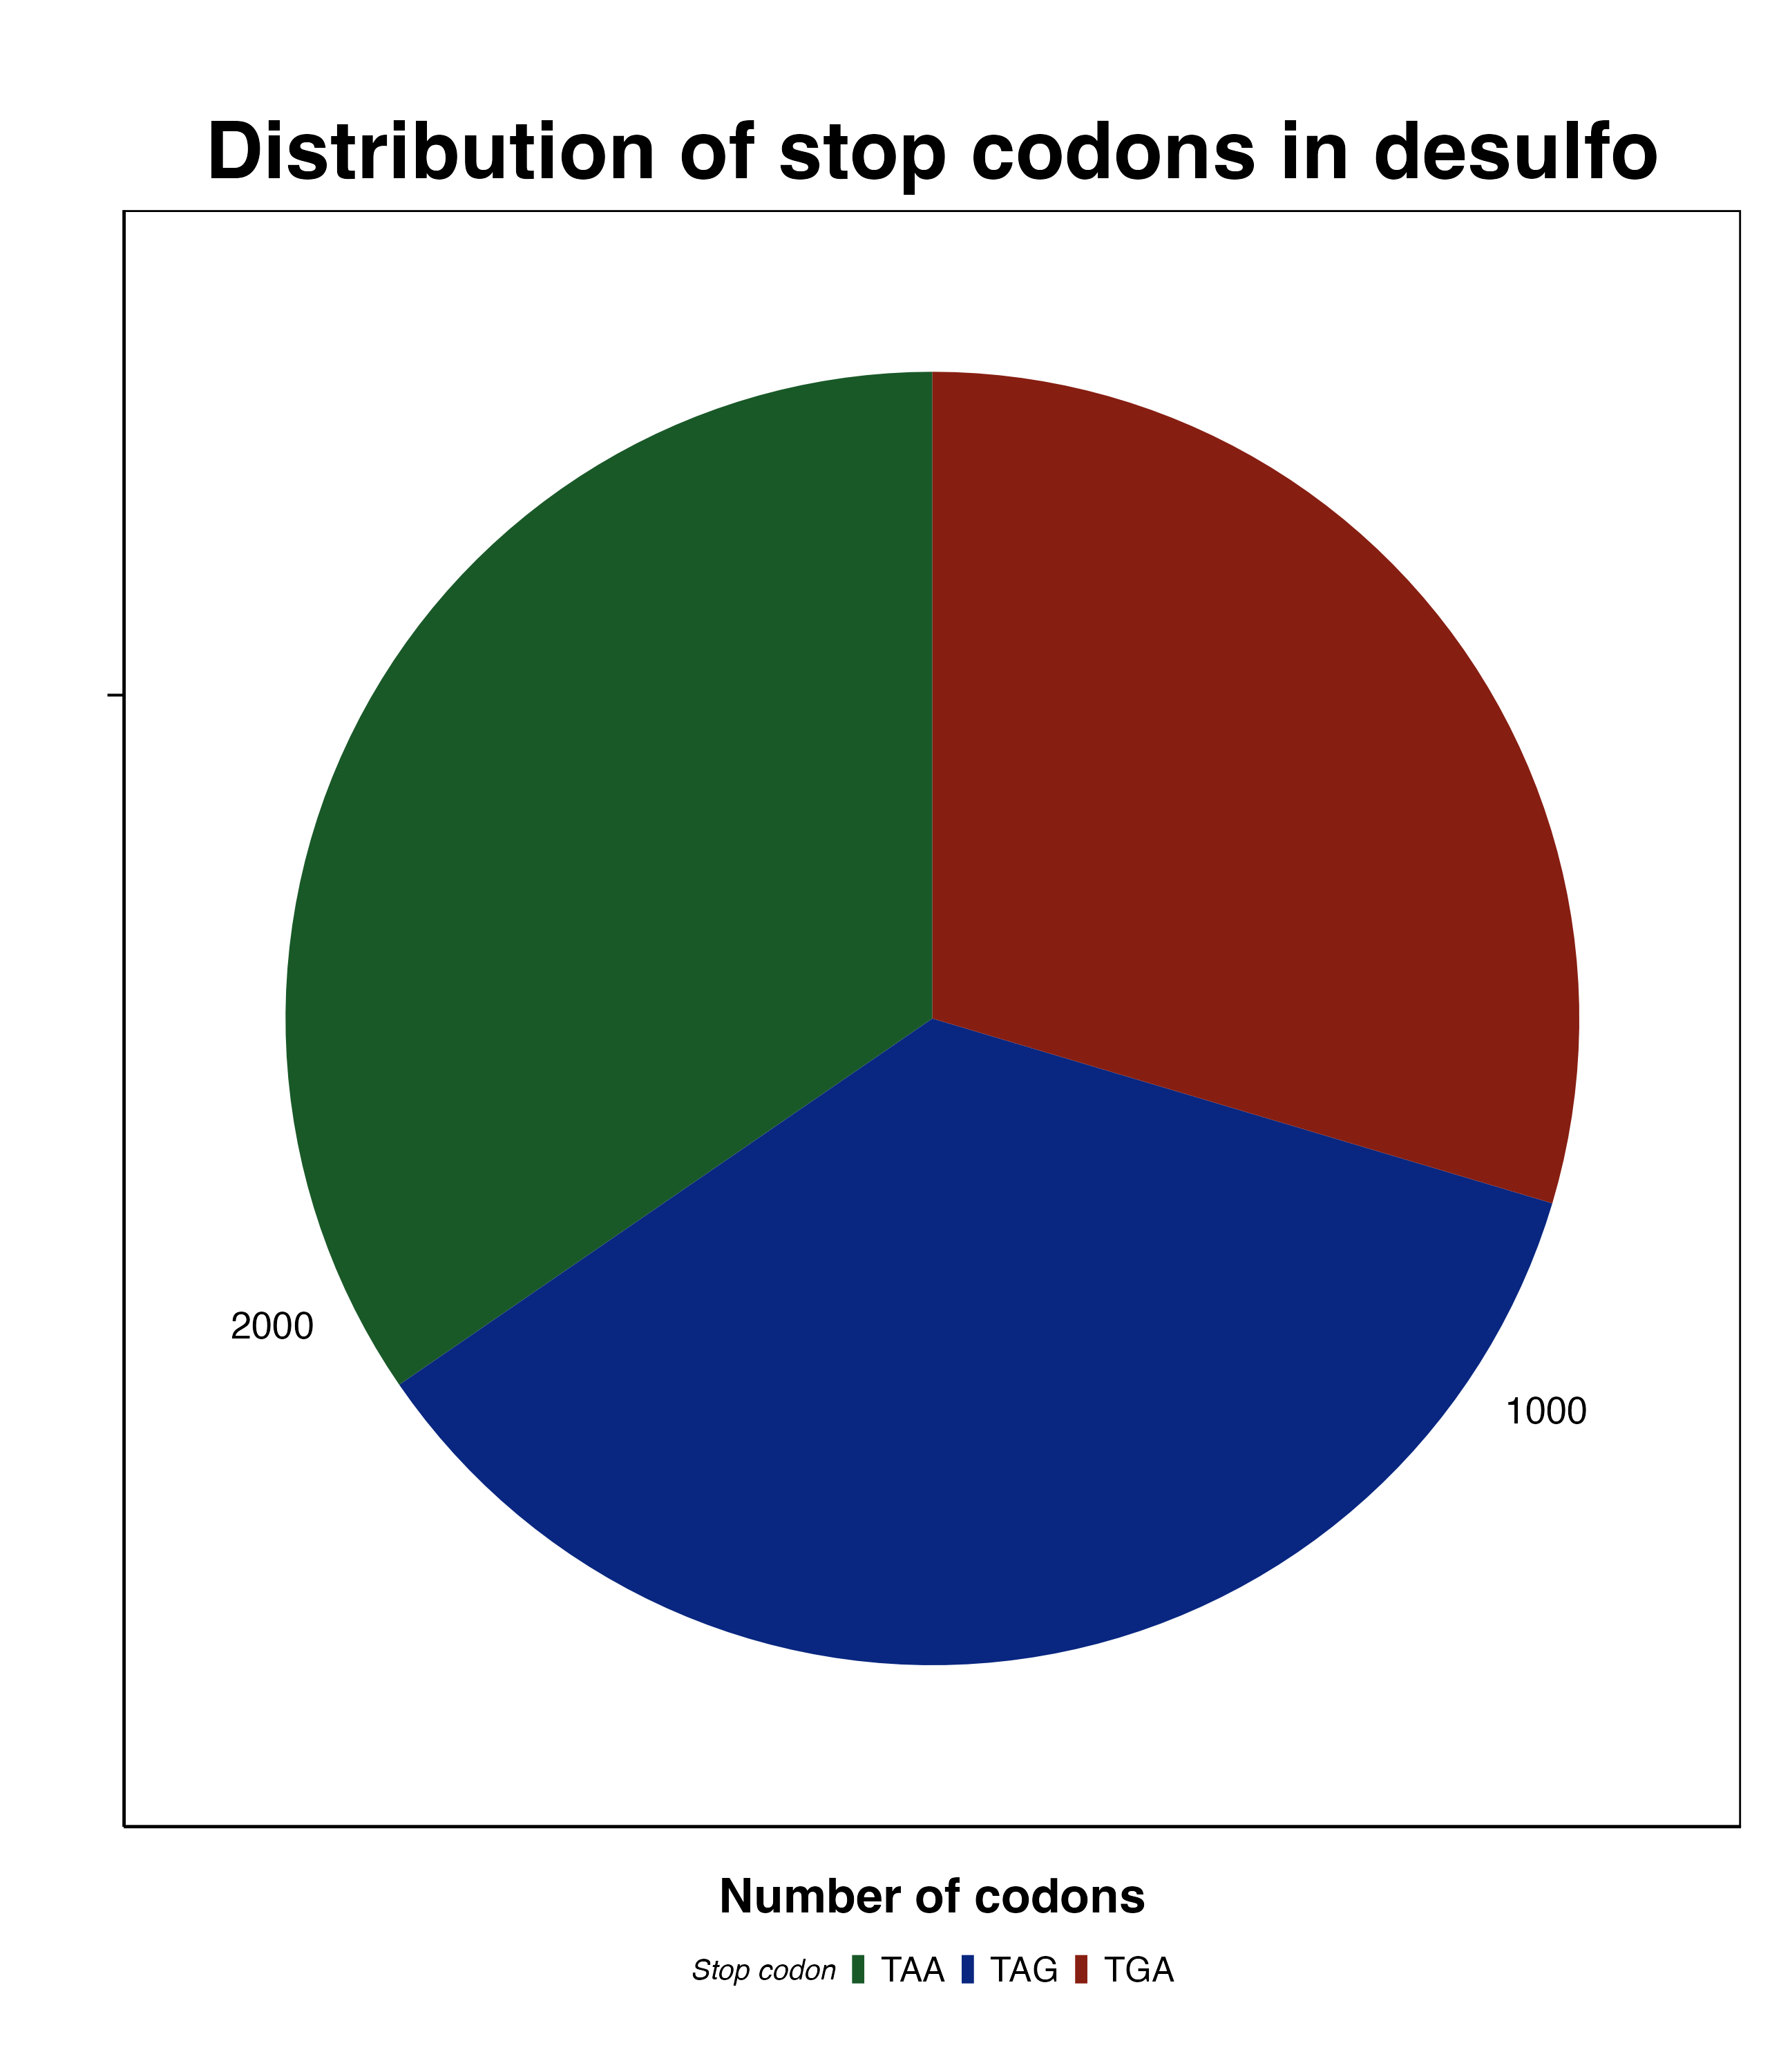 Distribution of stop codons in desulfo
2000
1000
Number of codons
Stop codon TAA TAG TGA